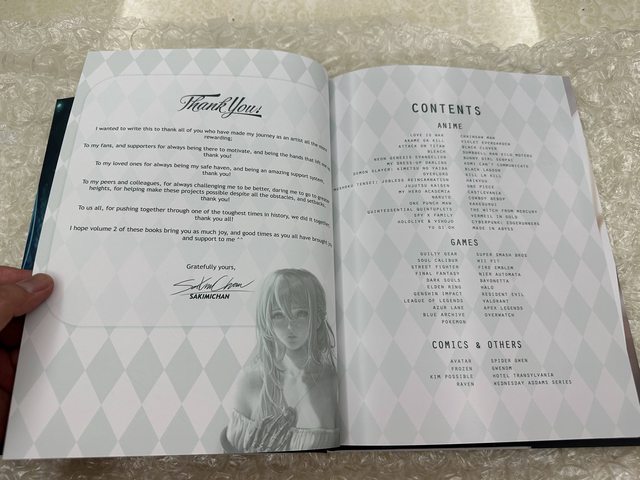 Thank You!
I wanted to write this to thank all of you who have made my journey as an artist all the more
rewarding:
To my fans, and supporters for always being there to motivate, and being the hands that lift me up
thank you!
To my loved ones for always being my safe haven, and being an amazing support system,
thank you!
To my peers and colleagues, for always challenging me to be better, daring me to go to greater
heights, for helping make these projects possible despite all the obstacles, and setbacks,
thank you!
To us all, for pushing together through one of the toughest times in history, we did it together,
thank you all!
I hope volume 2 of these books bring you as much joy, and good times as you all have brought joy
and support to me ^^
Gratefully yours,
SakimiChan
SAKIMICHAN
CONTENTS
ANIME
LOVE IS WAR CHAINSAW MAN
AKAME GA KILL VIOLET EVERGARDEN
ATTACK ON TITAN BLACK CLOVER
BLEACH SUMMONED MAN
NEON GENESIS EVANGELION BUNNY GIRL SENPAI
MY DRESS-UP DARLING KOMI CAN'T COMMUNICATE
DEMON SLAYER: KIMETSU NO YAIBA BLACK LAGOON
OVERLORD KILL LA KILL
MUSHOKU TENSEI: JOBLESS REINCARNATION HAIKYUU
JUJUTSU KAISEN ONE PIECE
MY HERO ACADEMIA CASTLEVANIA
NARUTO COWBOY BEBOP
ONE PUNCH MAN KAKEGURUI
QUINTESSENTIAL QUINTUPLETS THE WITCH FROM MERCURY
SPY X FAMILY VERMEIL IN GOLD
HOLOLIVE & VSHOJO CYBERPUNK: EDGERUNNERS
YU GI OH MADE IN ABYSS
GAMES
GUILTY GEAR SUPER SMASH BROS
SOUL CALIBUR WII FIT
STREET FIGHTER FIRE EMBLEM
FINAL FANTASY NIER AUTOMATA
DARK SOULS BAYONETTA
ELDEN RING HALO
GENSHIN IMPACT RESIDENT EVIL
LEAGUE OF LEGENDS VALORANT
AZUR LANE APEX LEGENDS
BLUE ARCHIVE OVERWATCH
POKEMON
COMICS & OTHERS
AVATAR SPIDER GWEN
FROZEN GWENOM
KIM POSSIBLE HOTEL TRANSYLVANIA
RAVEN WEDNESDAY ADDAMS SERIES